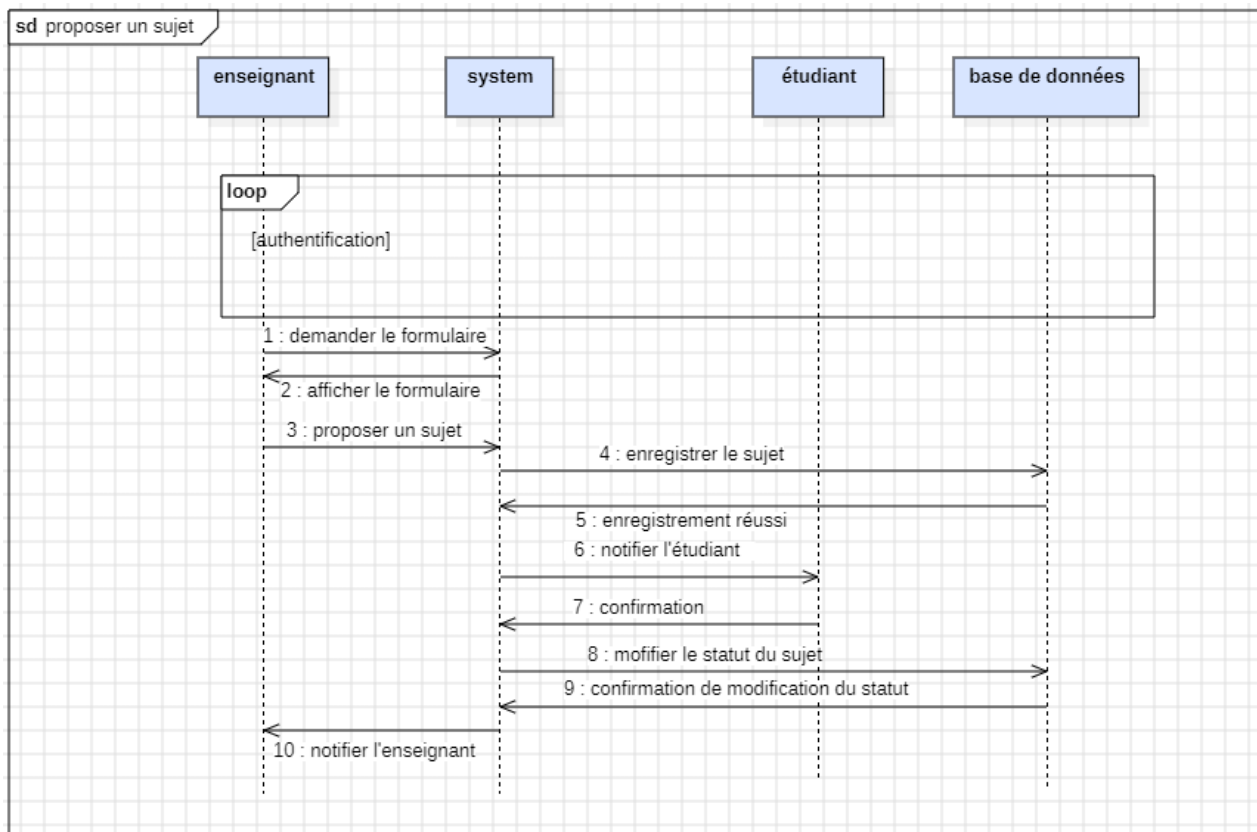 sd proposer un sujet
enseignant
system
étudiant
base de données
loop
[authentification]
1 : demander le formulaire
2 : afficher le formulaire
3 : proposer un sujet
4 : enregistrer le sujet
5 : enregistrement réussi
6 : notifier l'étudiant
7 : confirmation
8 : mofifier le statut du sujet
9 : confirmation de modification du statut
10 : notifier l'enseignant